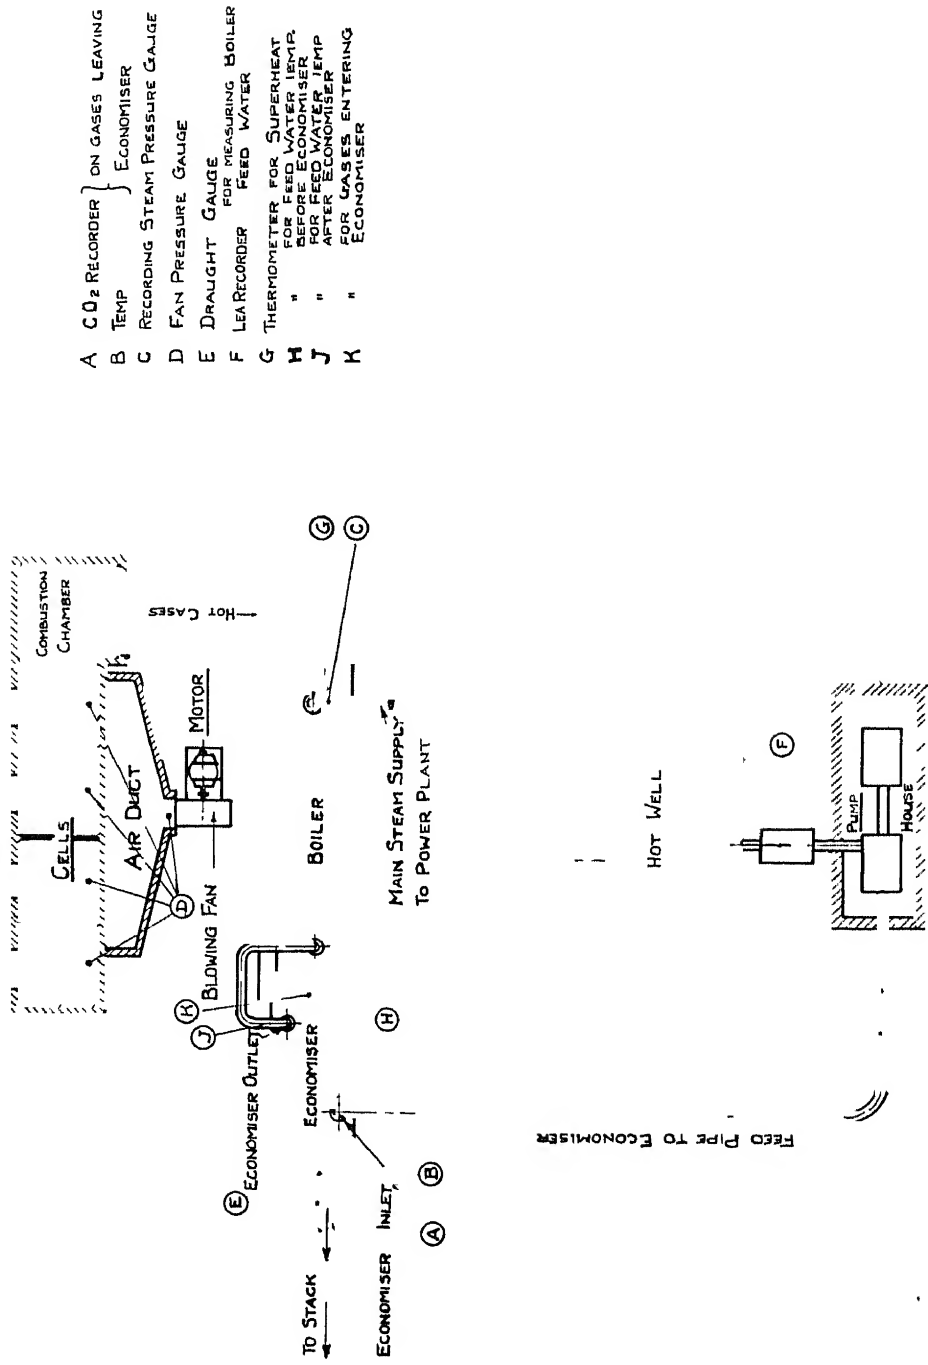 A CO₂ RECORDER } ON GASES LEAVING
B TEMP } ECONOMISER
C RECORDING STEAM PRESSURE GAUGE
D FAN PRESSURE GAUGE
E DRAUGHT GAUGE
F LEA RECORDER FOR MEASURING BOILER
FEED WATER
G THERMOMETER FOR SUPERHEAT
H " FOR FEED WATER TEMP.
BEFORE ECONOMISER
J " FOR FEED WATER TEMP
AFTER ECONOMISER
K " FOR GASES ENTERING
ECONOMISER
COMBUSTION
CHAMBER
CELLS
AIR DUCT
D
HOT GASES
MOTOR
BLOWING FAN
K
J
E
ECONOMISER OUTLET
G
C
BOILER
ECONOMISER
TO STACK
MAIN STEAM SUPPLY
TO POWER PLANT
H
ECONOMISER INLET
B
A
FEED PIPE TO ECONOMISER
HOT WELL
F
PUMP
HOUSE